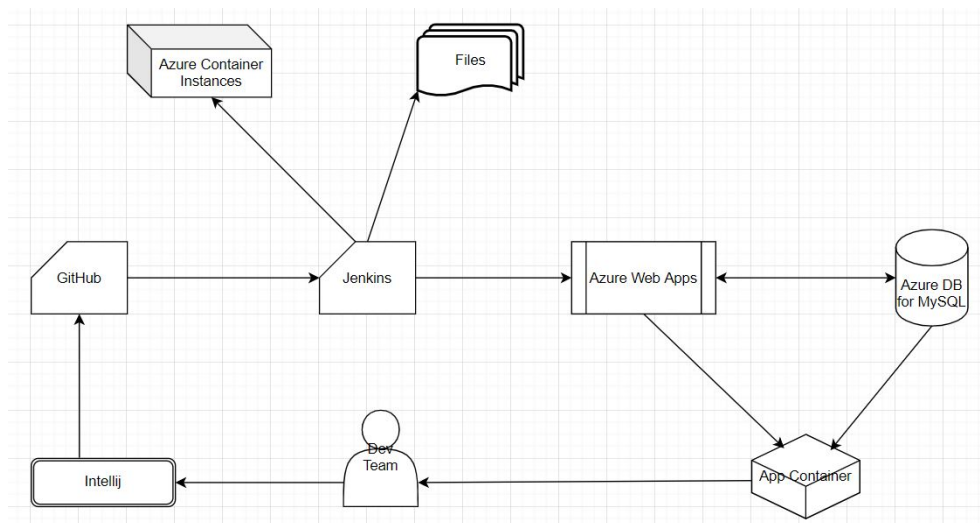 Azure Container
Instances
Files
GitHub
Jenkins
Azure Web Apps
Azure DB
for MySQL
Intellij
Dev
Team
App Container